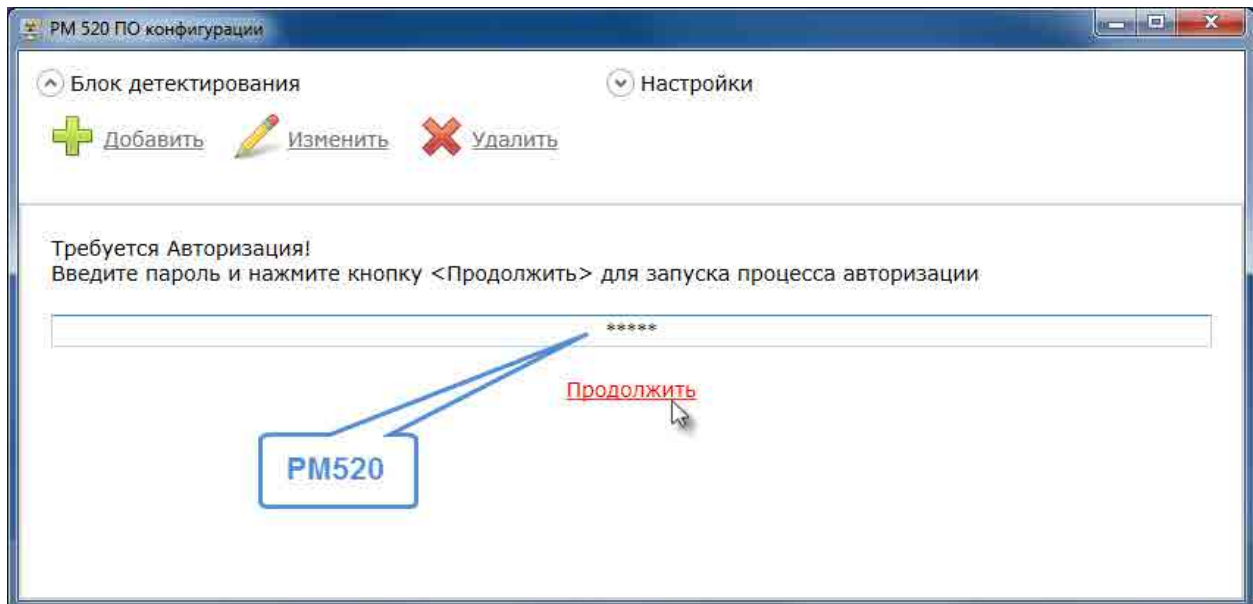 PM 520 ПО конфигурации
Блок детектирования
Настройки
Добавить
Изменить
Удалить
Требуется Авторизация!
Введите пароль и нажмите кнопку <Продолжить> для запуска процесса авторизации
*****
Продолжить
PM520